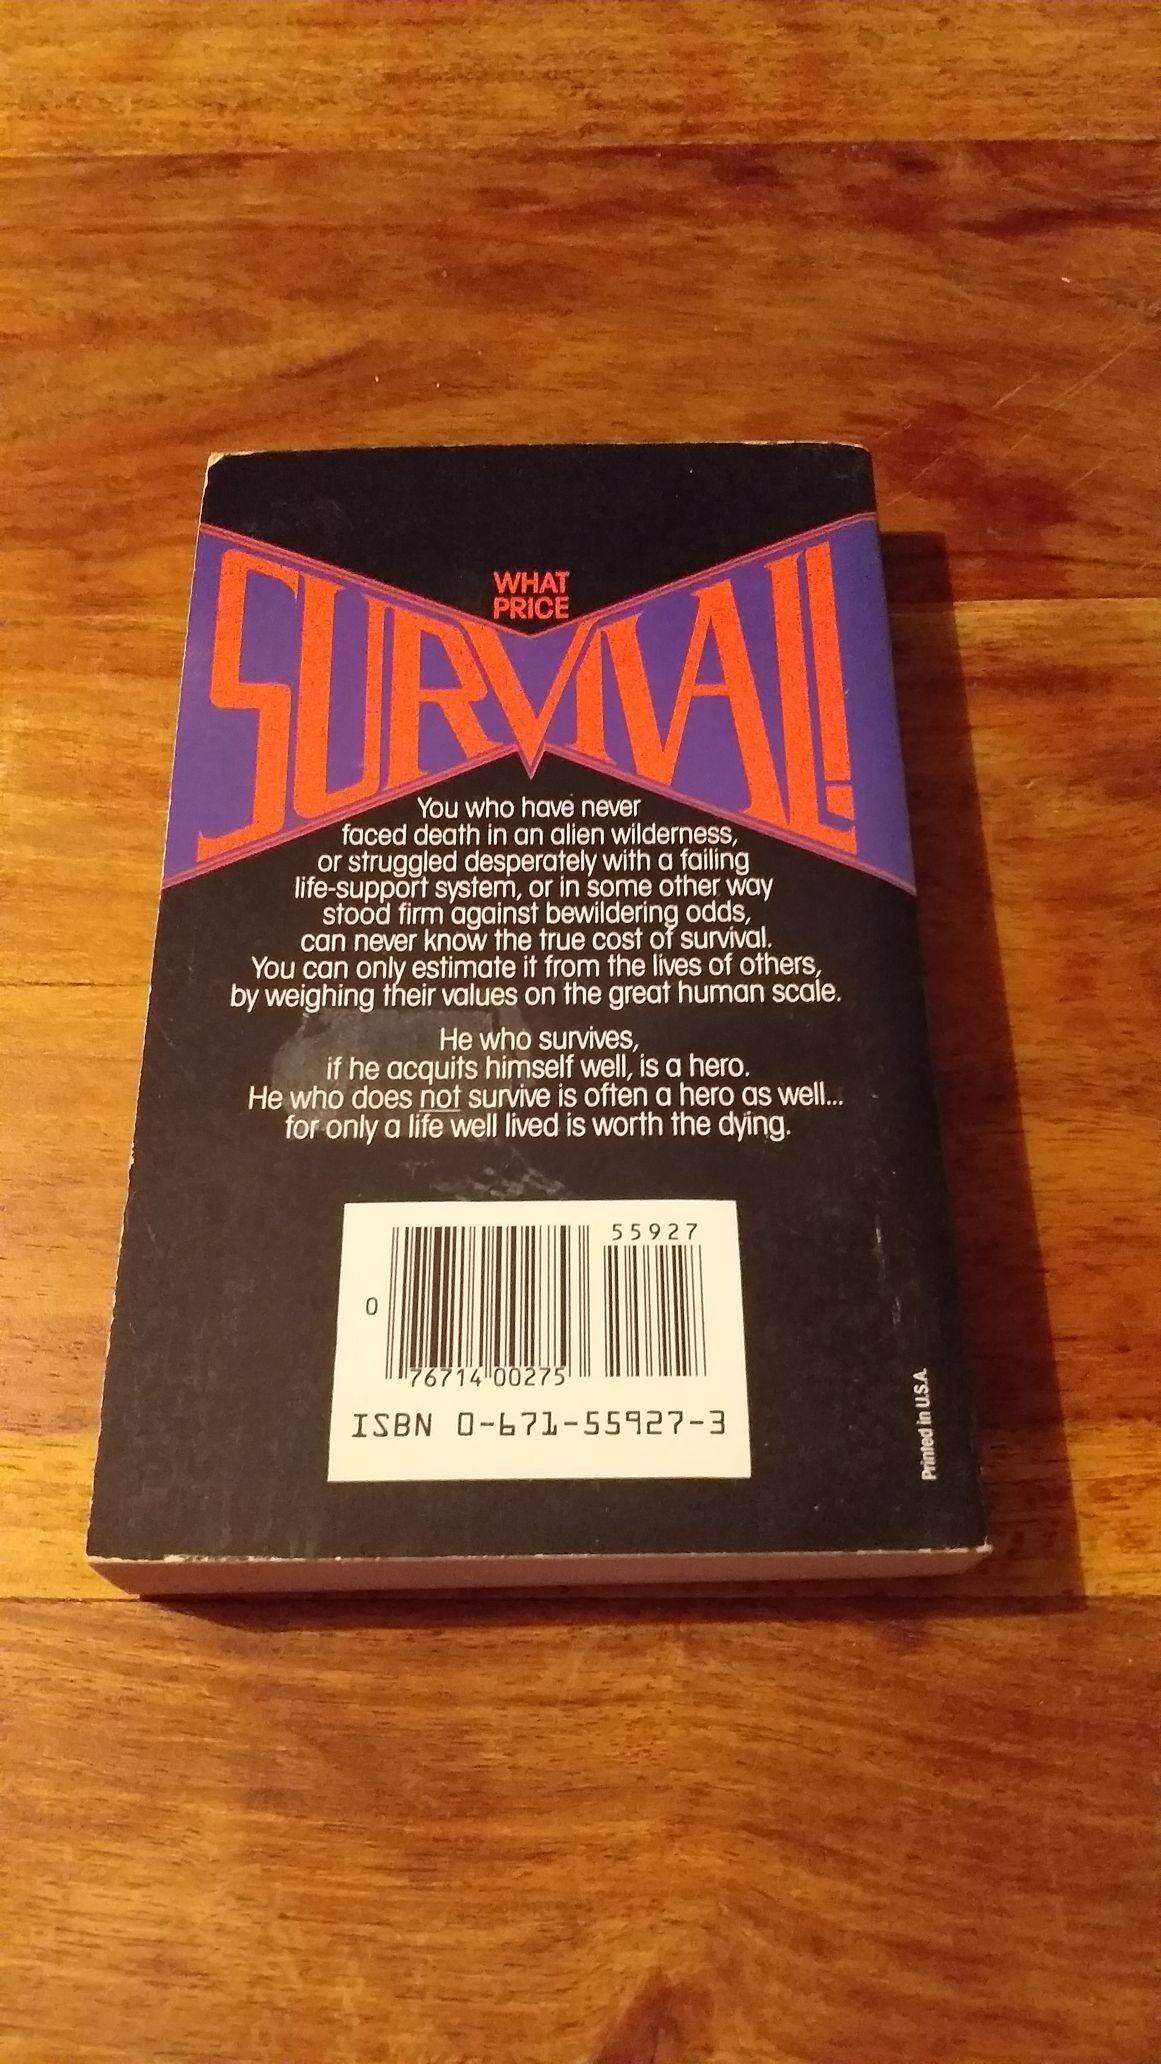 WHAT
PRICE
SURVIVAL!
You who have never
faced death in an alien wilderness,
or struggled desperately with a failing
life-support system, or in some other way
stood firm against bewildering odds,
can never know the true cost of survival.
You can only estimate it from the lives of others,
by weighing their values on the great human scale.
He who survives,
if he acquits himself well, is a hero.
He who does not survive is often a hero as well...
for only a life well lived is worth the dying.
55927
0
76714 00275
ISBN 0-671-55927-3
Printed in U.S.A.